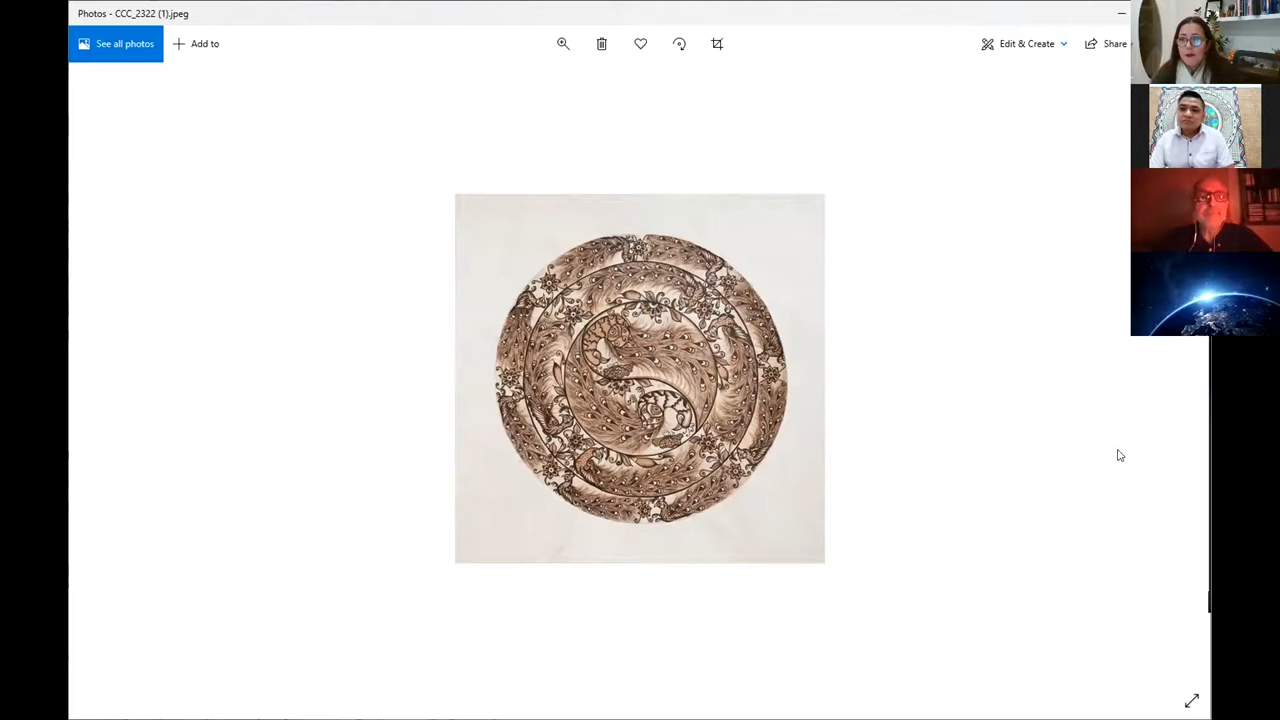 Photos - CCC_2322 (1).jpeg
See all photos
Add to
Edit & Create
Share